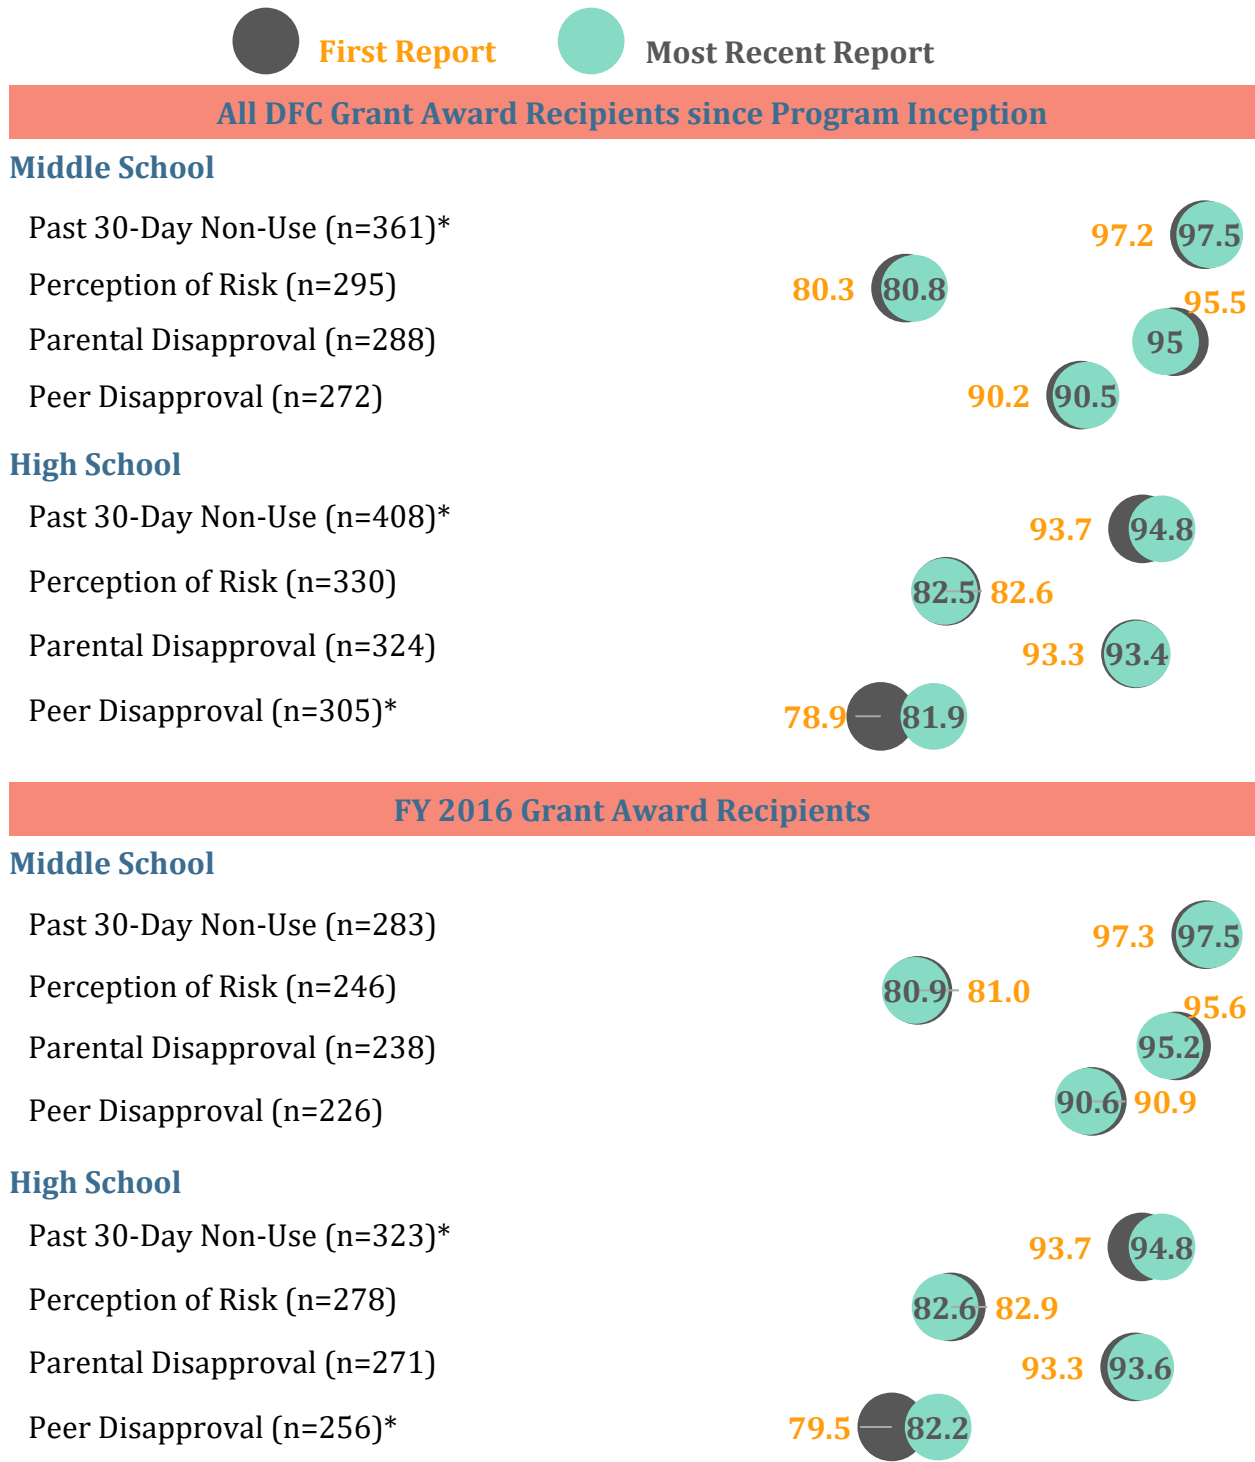 First Report Most Recent Report
All DFC Grant Award Recipients since Program Inception
Middle School
Past 30-Day Non-Use (n=361)* 97.2 97.5
Perception of Risk (n=295) 80.3 80.8
95.5
Parental Disapproval (n=288) 95
Peer Disapproval (n=272) 90.2 90.5
High School
Past 30-Day Non-Use (n=408)* 93.7 94.8
Perception of Risk (n=330) 82.5 82.6
Parental Disapproval (n=324) 93.3 93.4
Peer Disapproval (n=305)* 78.9 81.9
FY 2016 Grant Award Recipients
Middle School
Past 30-Day Non-Use (n=283) 97.3 97.5
Perception of Risk (n=246) 80.9 81.0
95.6
Parental Disapproval (n=238) 95.2
Peer Disapproval (n=226) 90.6 90.9
High School
Past 30-Day Non-Use (n=323)* 93.7 94.8
Perception of Risk (n=278) 82.6 82.9
Parental Disapproval (n=271) 93.3 93.6
Peer Disapproval (n=256)* 79.5 82.2